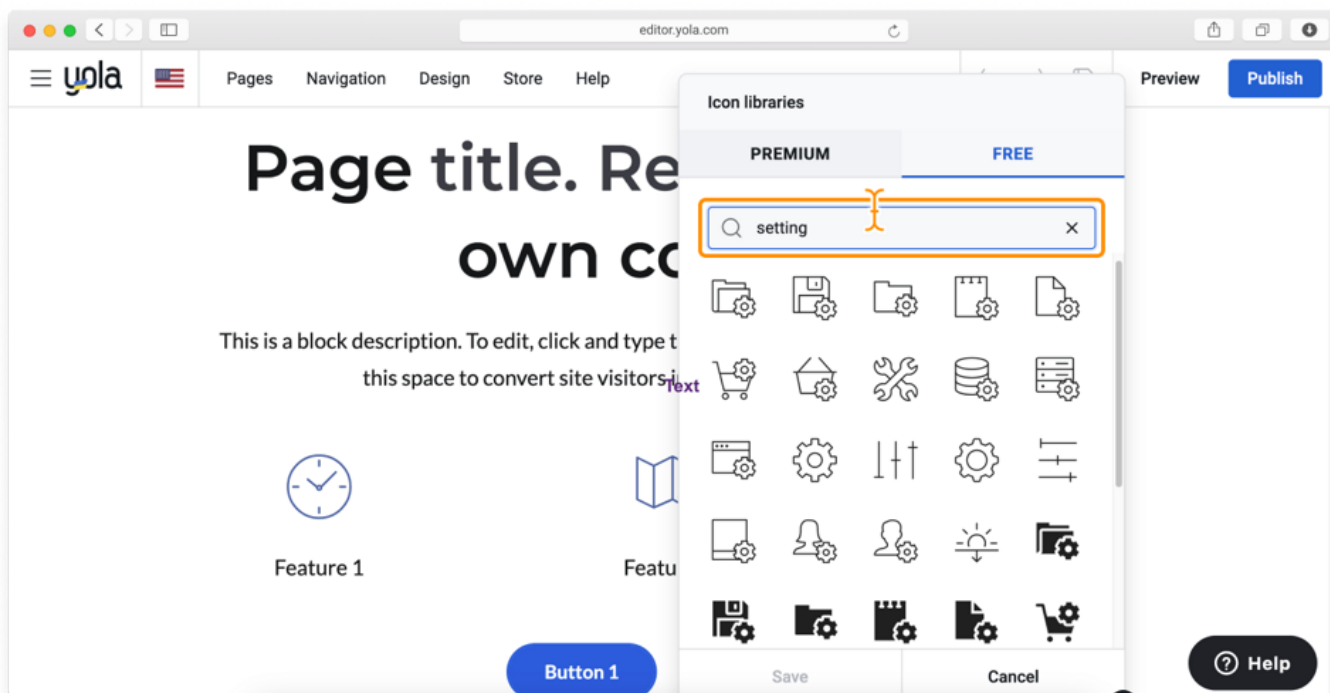 editor.yola.com
yola
Pages Navigation Design Store Help
Preview
Publish
Icon libraries
PREMIUM FREE
setting
Page title. Re
own co
This is a block description. To edit, click and type t
this space to convert site visitors
Text
Feature 1
Featu
Button 1
Save Cancel
Help